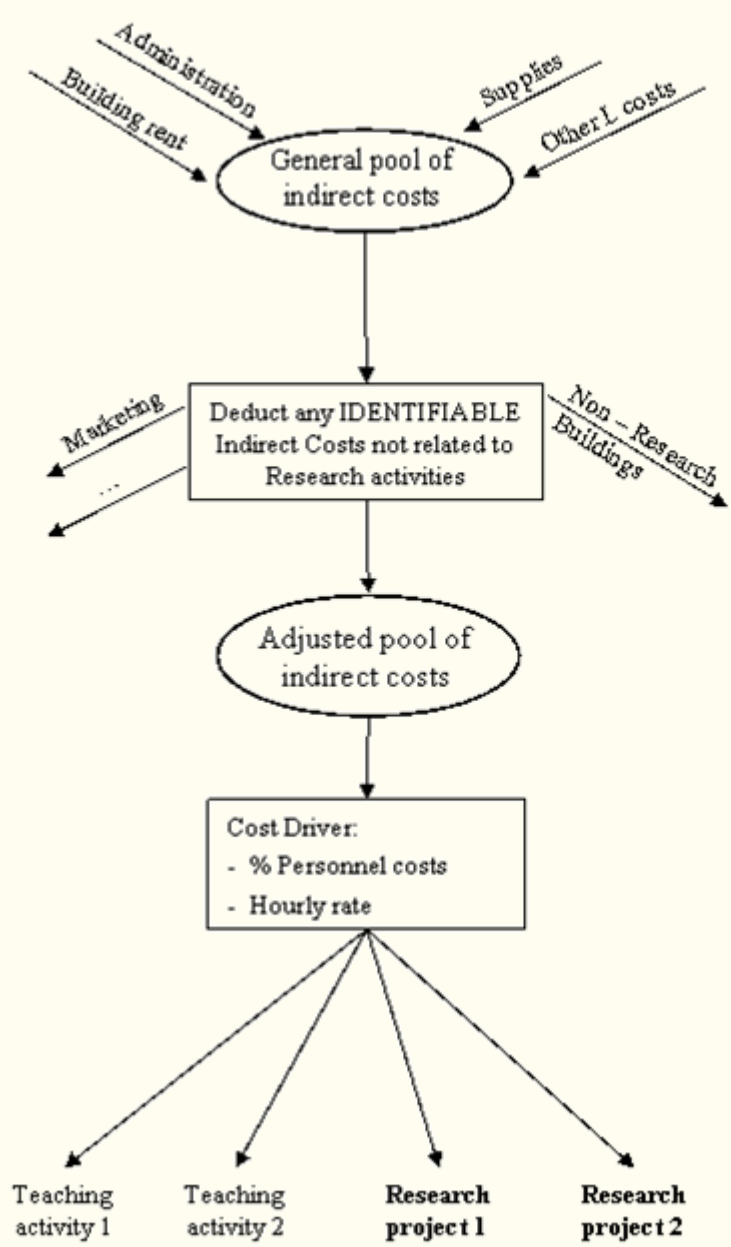 Administration
Building rent
Supplies
Other I. costs
General pool of
indirect costs
Marketing
...
Deduct any IDENTIFIABLE
Indirect Costs not related to
Research activities
Non – Research
Buildings
Adjusted pool of
indirect costs
Cost Driver:
- % Personnel costs
- Hourly rate
Teaching
activity 1
Teaching
activity 2
Research
project 1
Research
project 2